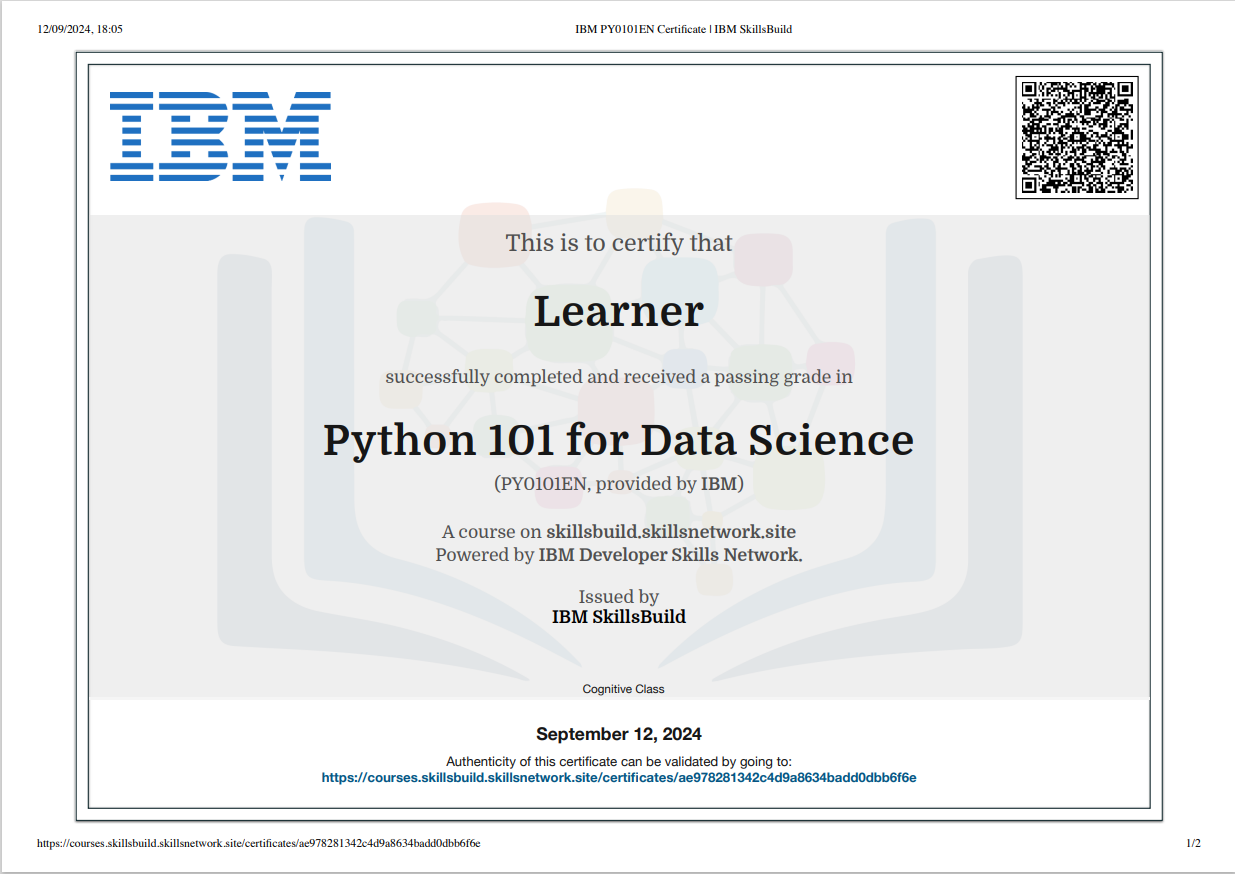 12/09/2024, 18:05
IBM PY0101EN Certificate | IBM SkillsBuild
IBM
This is to certify that
Learner
successfully completed and received a passing grade in
Python 101 for Data Science
(PY0101EN, provided by IBM)
A course on skillsbuild.skillsnetwork.site
Powered by IBM Developer Skills Network.
Issued by
IBM SkillsBuild
Cognitive Class
September 12, 2024
Authenticity of this certificate can be validated by going to:
https://courses.skillsbuild.skillsnetwork.site/certificates/ae978281342c4d9a8634badd0dbb6f6e
https://courses.skillsbuild.skillsnetwork.site/certificates/ae978281342c4d9a8634badd0dbb6f6e
1/2